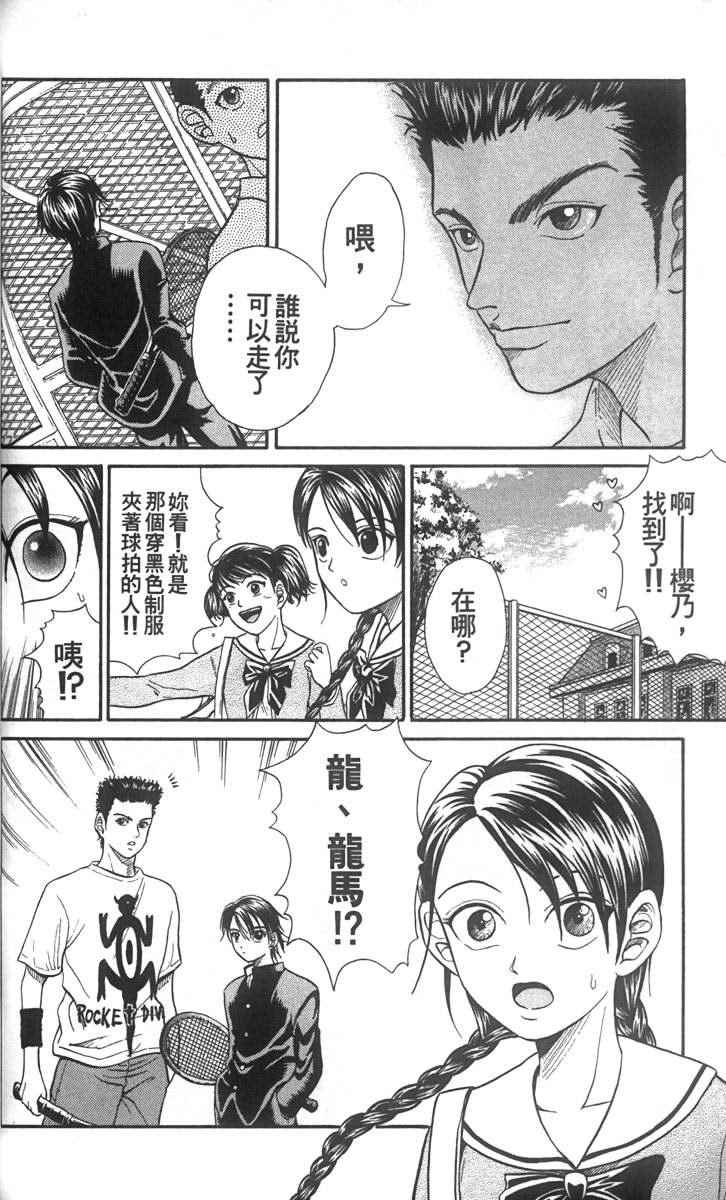 喂，
誰說你
可以走了
……
啊──櫻乃，
找到了!!
在哪？
妳看！就是
那個穿黑色制服
夾著球拍的人!!
咦!?
龍、龍馬!?
ROCKET DIV